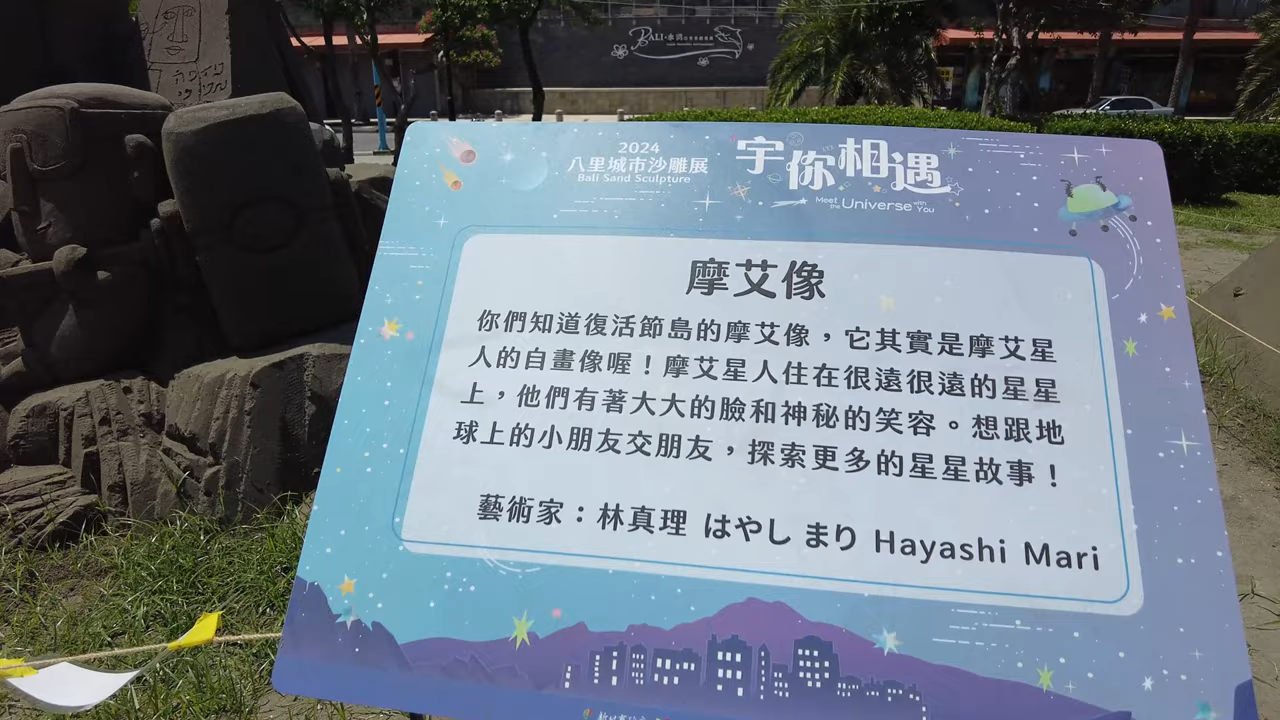 BALI·水岸
2024
八里城市沙雕展
Bali Sand Sculpture
宇你相遇
Meet the Universe with You
摩艾像
你們知道復活節島的摩艾像，它其實是摩艾星
人的自畫像喔！摩艾星人住在很遠很遠的星星
上，他們有著大大的臉和神秘的笑容。想跟地
球上的小朋友交朋友，探索更多的星星故事！
藝術家：林真理 はやし まり Hayashi Mari